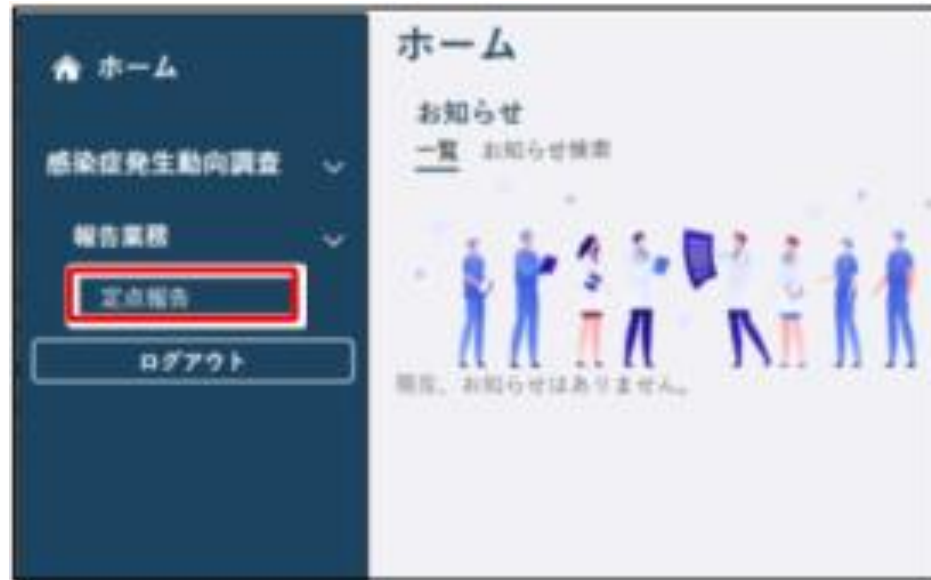 ホーム
感染症発生動向調査
報告業務
定点報告
ログアウト
ホーム
お知らせ
一覧 お知らせ検索
現在、お知らせはありません。